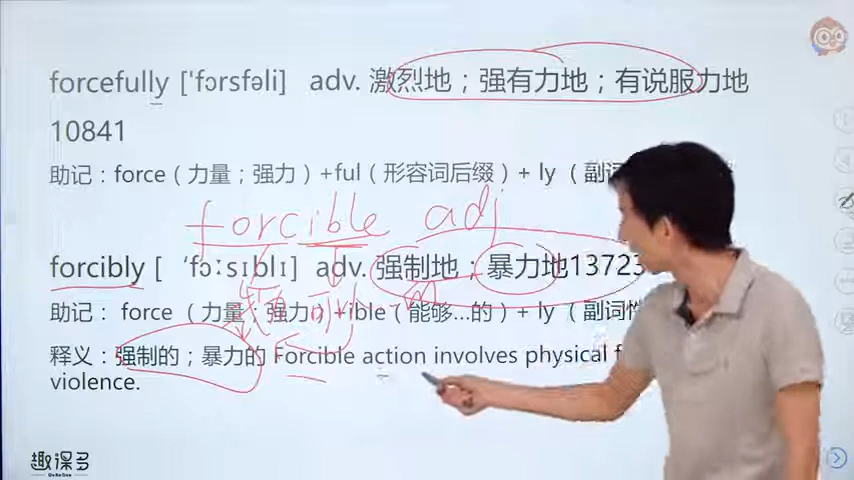 forcefully ['fɔrsfəli] adv. 激烈地；强有力地；有说服力地
10841
助记：force（力量；强力）+ful（形容词后缀）+ ly（副词
forcible adj
forcibly [ 'fɔːsɪblɪ] adv. 强制地；暴力地13723
助记： force （力量；强力）+ible（能够...的）+ ly（副词性
释义：强制的；暴力的 Forcible action involves physical
violence.
趣课多